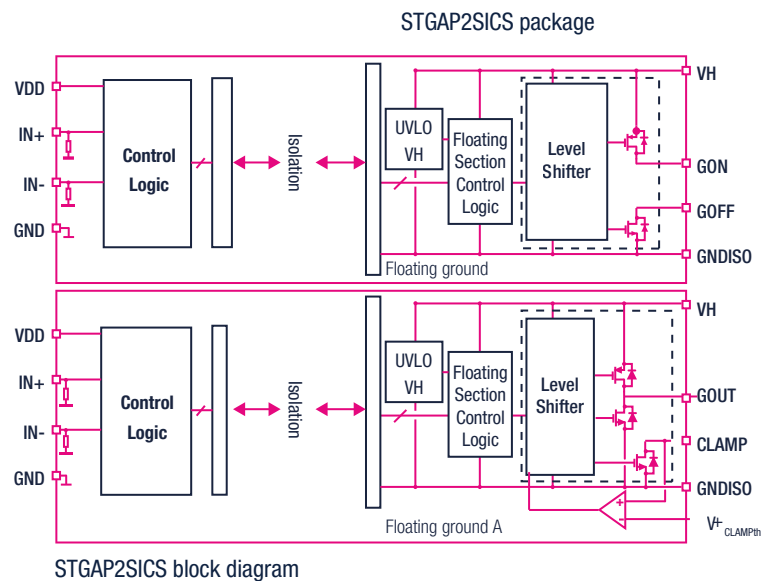 STGAP2SICS package
VDD
IN+
IN-
GND
Control
Logic
Isolation
UVLO
VH
Floating
Section
Control
Logic
Level
Shifter
Floating ground
VH
GON
GOFF
GNDISO
VDD
IN+
IN-
GND
Control
Logic
Isolation
UVLO
VH
Floating
Section
Control
Logic
Level
Shifter
+
−
Floating ground A
VH
GOUT
CLAMP
GNDISO
V+CLAMPth
STGAP2SICS block diagram